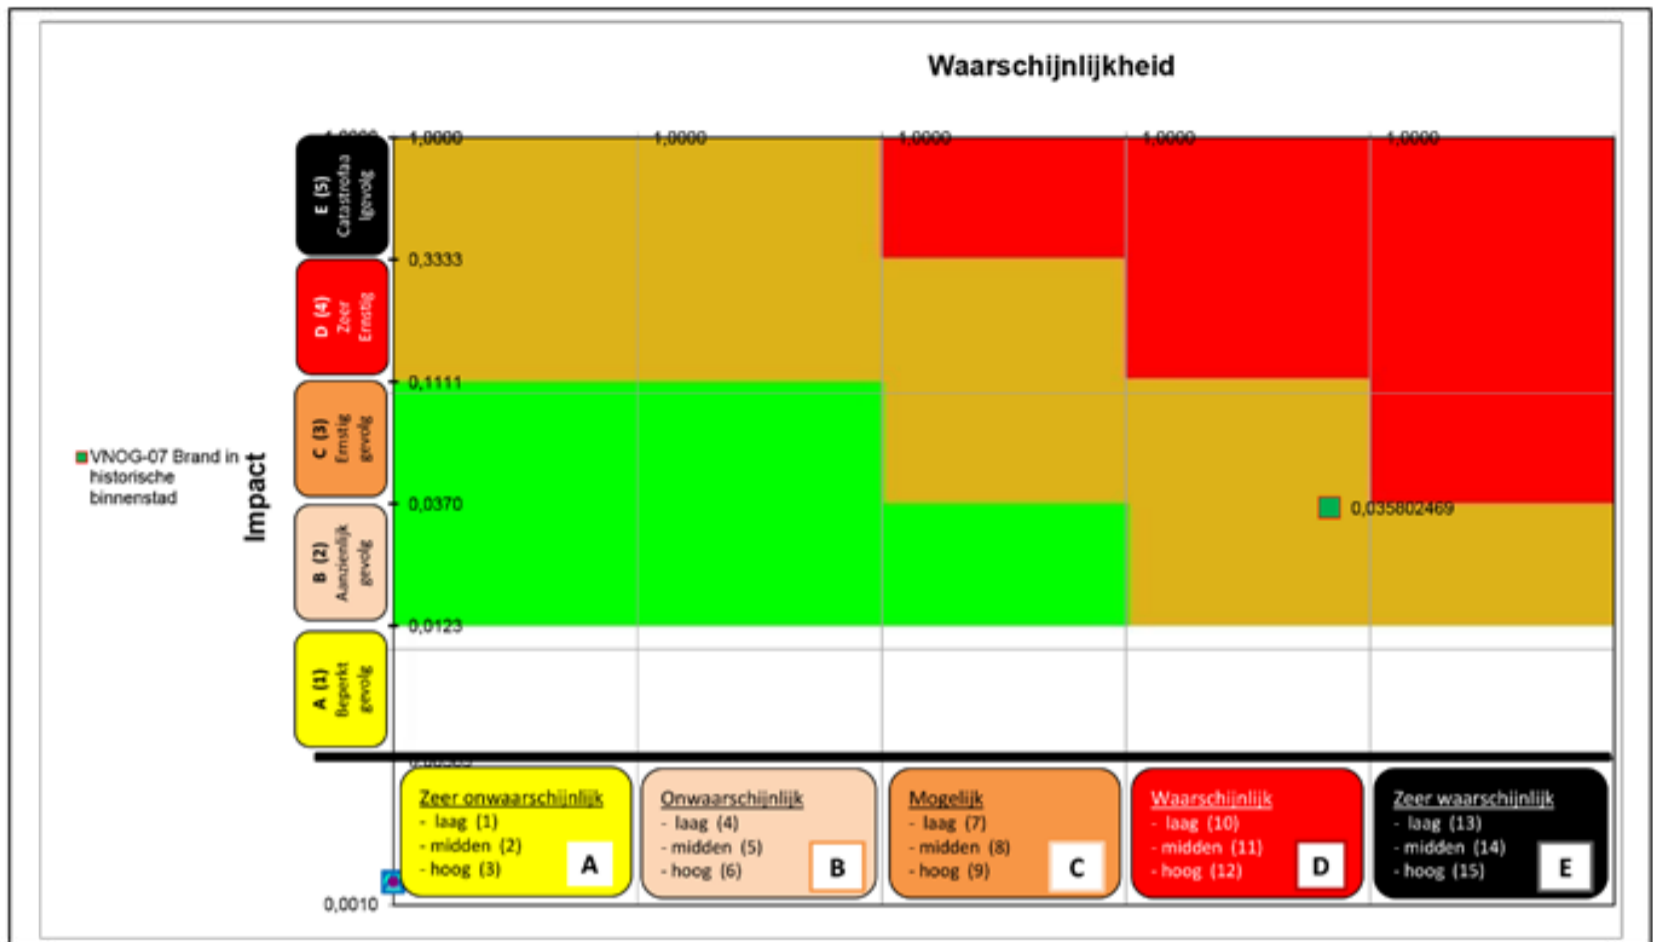 Waarschijnlijkheid
1,0000
1,0000
1,0000
1,0000
1,0000
1,0000
E (5)
Catastrofaa
lgevolg
0,3333
D (4)
Zeer
Ernstig
0,1111
C (3)
Ernstig
gevolg
VNOG-07 Brand in
historische
binnenstad
Impact
0,0370
0,035802469
B (2)
Aanzienlijk
gevolg
0,0123
A (1)
Beperkt
gevolg
Zeer onwaarschijnlijk
- laag (1)
- midden (2)
- hoog (3)
A
Onwaarschijnlijk
- laag (4)
- midden (5)
- hoog (6)
B
Mogelijk
- laag (7)
- midden (8)
- hoog (9)
C
Waarschijnlijk
- laag (10)
- midden (11)
- hoog (12)
D
Zeer waarschijnlijk
- laag (13)
- midden (14)
- hoog (15)
E
0,0010